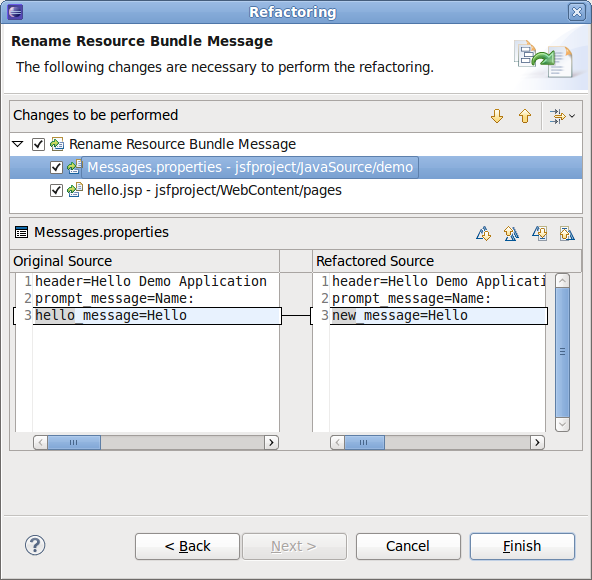 Refactoring
Rename Resource Bundle Message
The following changes are necessary to perform the refactoring.
Changes to be performed
Rename Resource Bundle Message
Messages.properties - jsfproject/JavaSource/demo
hello.jsp - jsfproject/WebContent/pages
Messages.properties
Original Source
Refactored Source
1 header=Hello Demo Application
2 prompt_message=Name:
3 hello_message=Hello
1 header=Hello Demo Applicati
2 prompt_message=Name:
3 new_message=Hello
?
< Back
Next >
Cancel
Finish